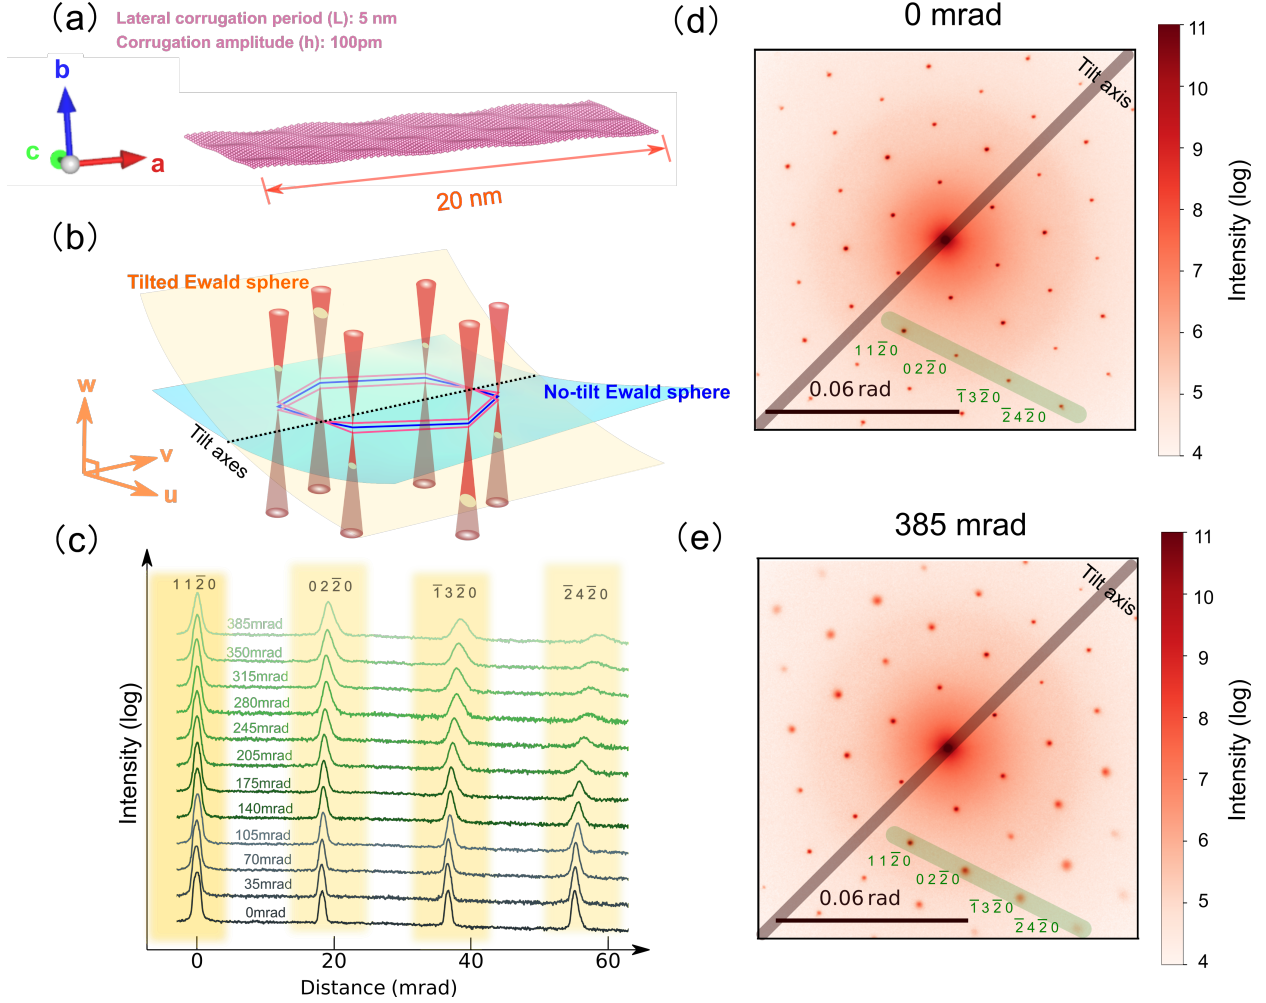 (a)
Lateral corrugation period (L): 5 nm
Corrugation amplitude (h): 100pm
b
c
a
20 nm
(b)
Tilted Ewald sphere
No-tilt Ewald sphere
Tilt axes
w
v
u
(c)
1 1 2̅ 0
0 2 2̅ 0
1̅ 3 2̅ 0
2̅ 4 2̅ 0
385mrad
350mrad
315mrad
280mrad
245mrad
205mrad
175mrad
140mrad
105mrad
70mrad
35mrad
0mrad
Intensity (log)
0
20
40
60
Distance (mrad)
(d)
0 mrad
Tilt axis
1 1 2̅ 0
0 2 2̅ 0
1̅ 3 2̅ 0
2̅ 4 2̅ 0
0.06 rad
11
10
9
8
7
6
5
4
Intensity (log)
(e)
385 mrad
Tilt axis
1 1 2̅ 0
0 2 2̅ 0
1̅ 3 2̅ 0
2̅ 4 2̅ 0
0.06 rad
11
10
9
8
7
6
5
4
Intensity (log)